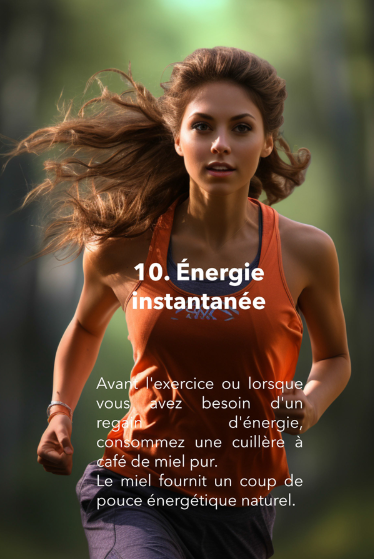 10. Énergie
instantanée
Avant l'exercice ou lorsque
vous avez besoin d'un
regain d'énergie,
consommez une cuillère à
café de miel pur.
Le miel fournit un coup de
pouce énergétique naturel.